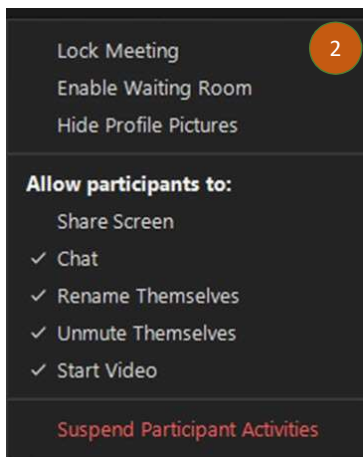 Lock Meeting
2
Enable Waiting Room
Hide Profile Pictures
Allow participants to:
Share Screen
✓ Chat
✓ Rename Themselves
✓ Unmute Themselves
✓ Start Video
Suspend Participant Activities